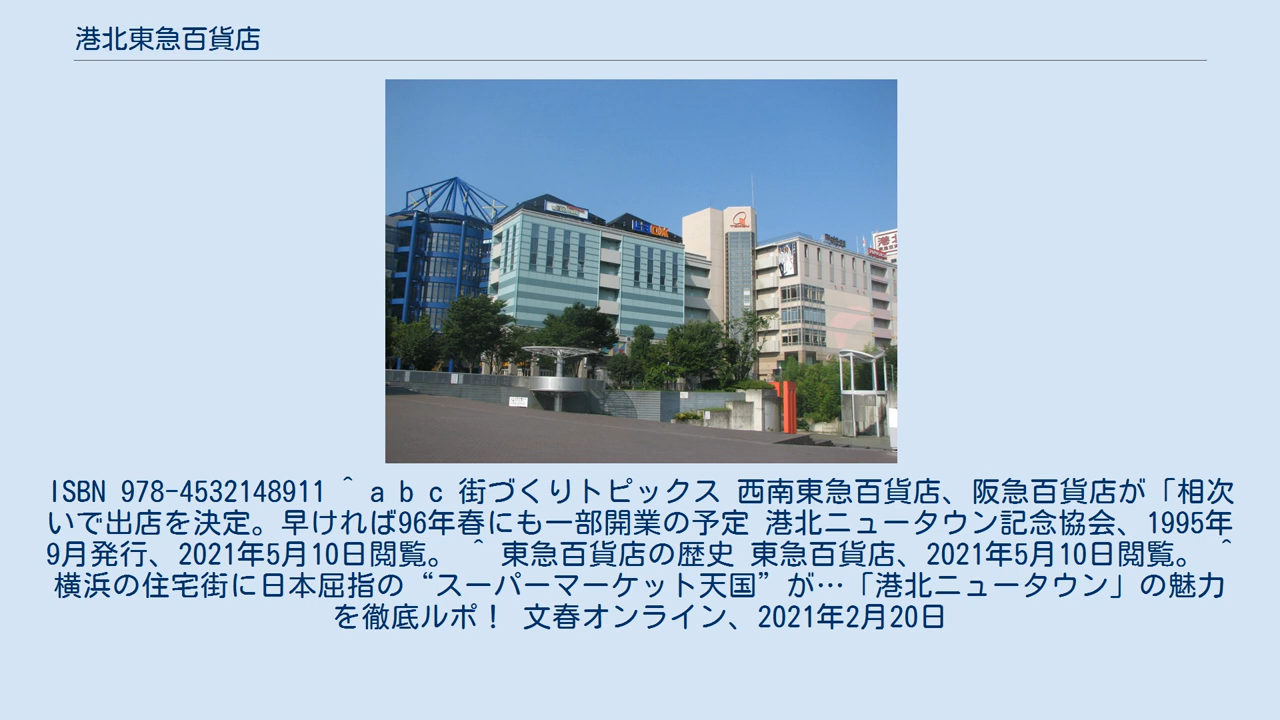 港北東急百貨店
ISBN 978-4532148911 ^ a b c 街づくりトピックス 西南東急百貨店、阪急百貨店が「相次
いで出店を決定。早ければ96年春にも一部開業の予定 港北ニュータウン記念協会、1995年
9月発行、2021年5月10日閲覧。 ^ 東急百貨店の歴史 東急百貨店、2021年5月10日閲覧。 ^
横浜の住宅街に日本屈指の“スーパーマーケット天国”が…「港北ニュータウン」の魅力
を徹底ルポ! 文春オンライン、2021年2月20日